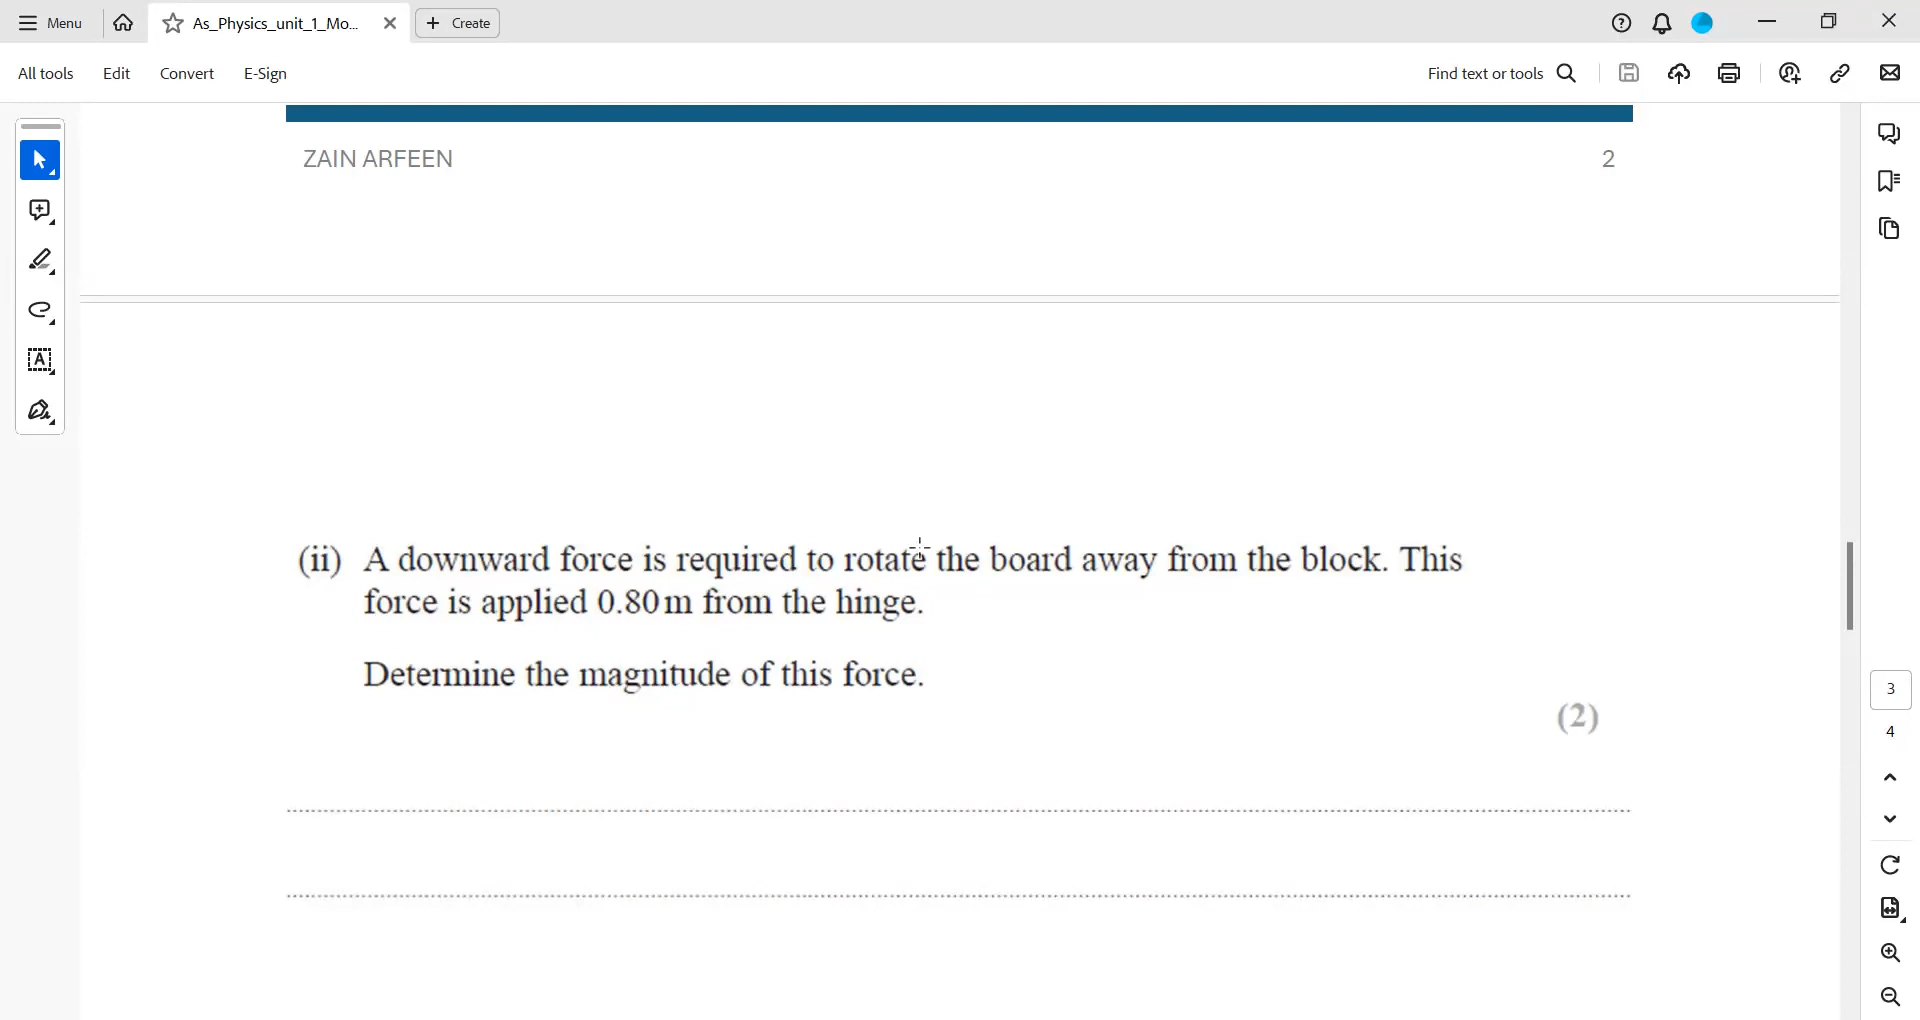 Menu
As_Physics_unit_1_Mo...
Create
All tools
Edit
Convert
E-Sign
Find text or tools
ZAIN ARFEEN
2
(ii) A downward force is required to rotate the board away from the block. This
force is applied 0.80 m from the hinge.
Determine the magnitude of this force.
(2)
3
4